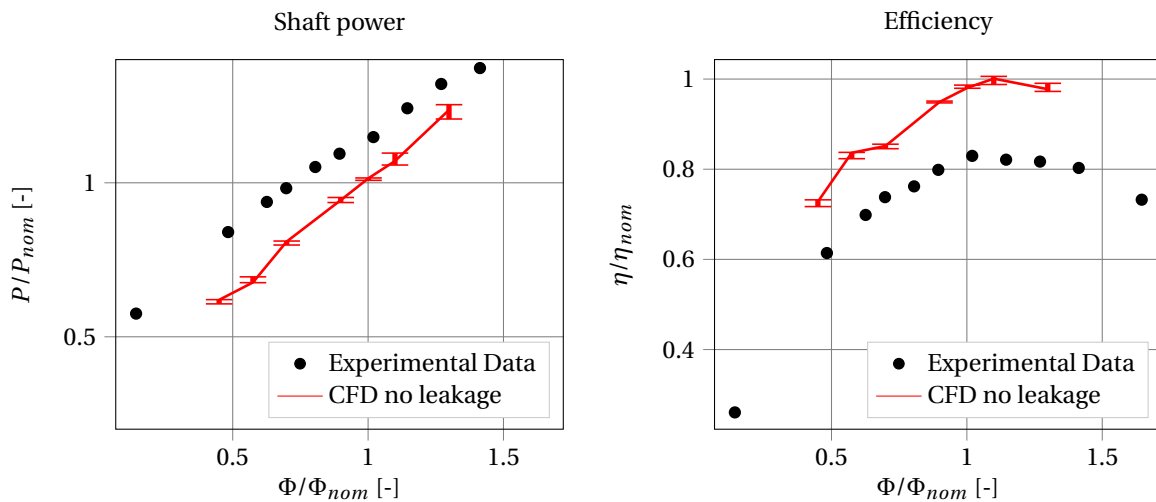 Shaft power
1
0.5
P/P_nom [-]
0.5 1 1.5
Φ/Φ_nom [-]
Experimental Data
CFD no leakage
Efficiency
1
0.8
0.6
0.4
η/η_nom [-]
0.5 1 1.5
Φ/Φ_nom [-]
Experimental Data
CFD no leakage